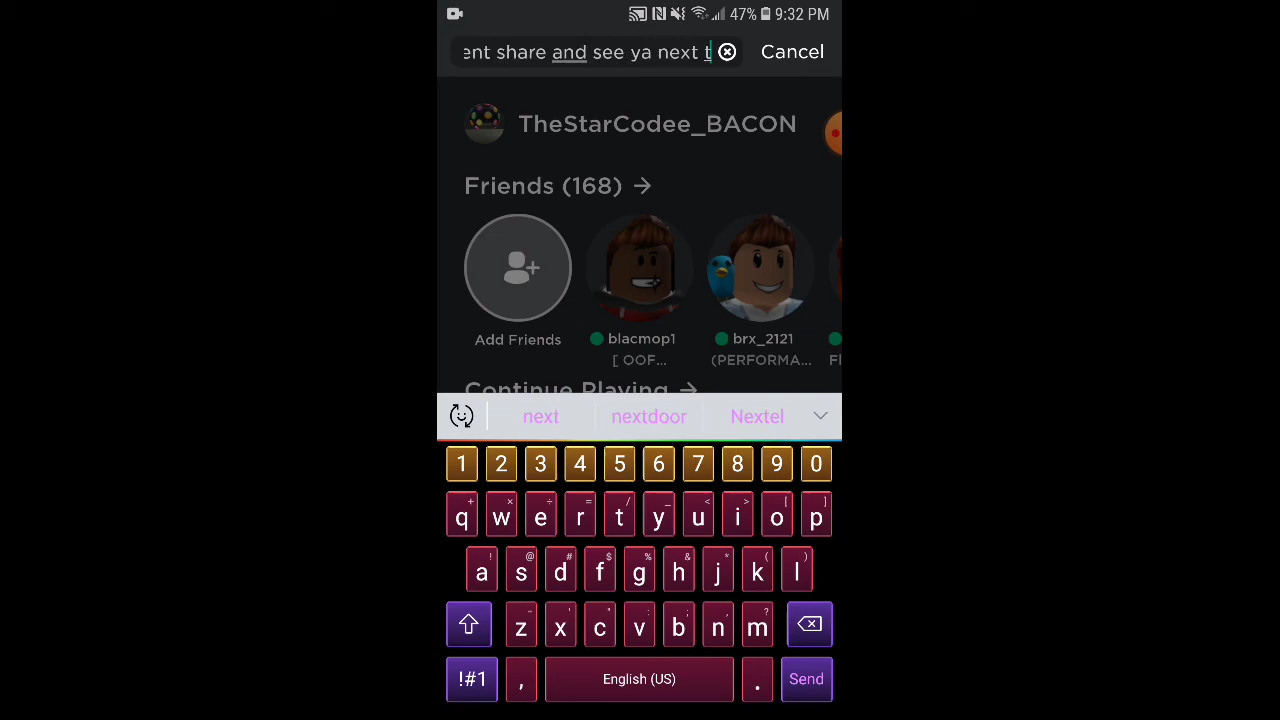 47% 9:32 PM
ent share and see ya next t Cancel
TheStarCodee_BACON
Friends (168) →
Add Friends
blacmop1
[ OOF...
brx_2121
(PERFORMA...
Fl
Continue Playing →
next nextdoor Nextel
1 2 3 4 5 6 7 8 9 0
+ × ÷ = / _ < > [ ]
q w e r t y u i o p
! @ # $ % & * ( )
a s d f g h j k l
- ' " : ; , ?
z x c v b n m
!#1 , English (US) . Send